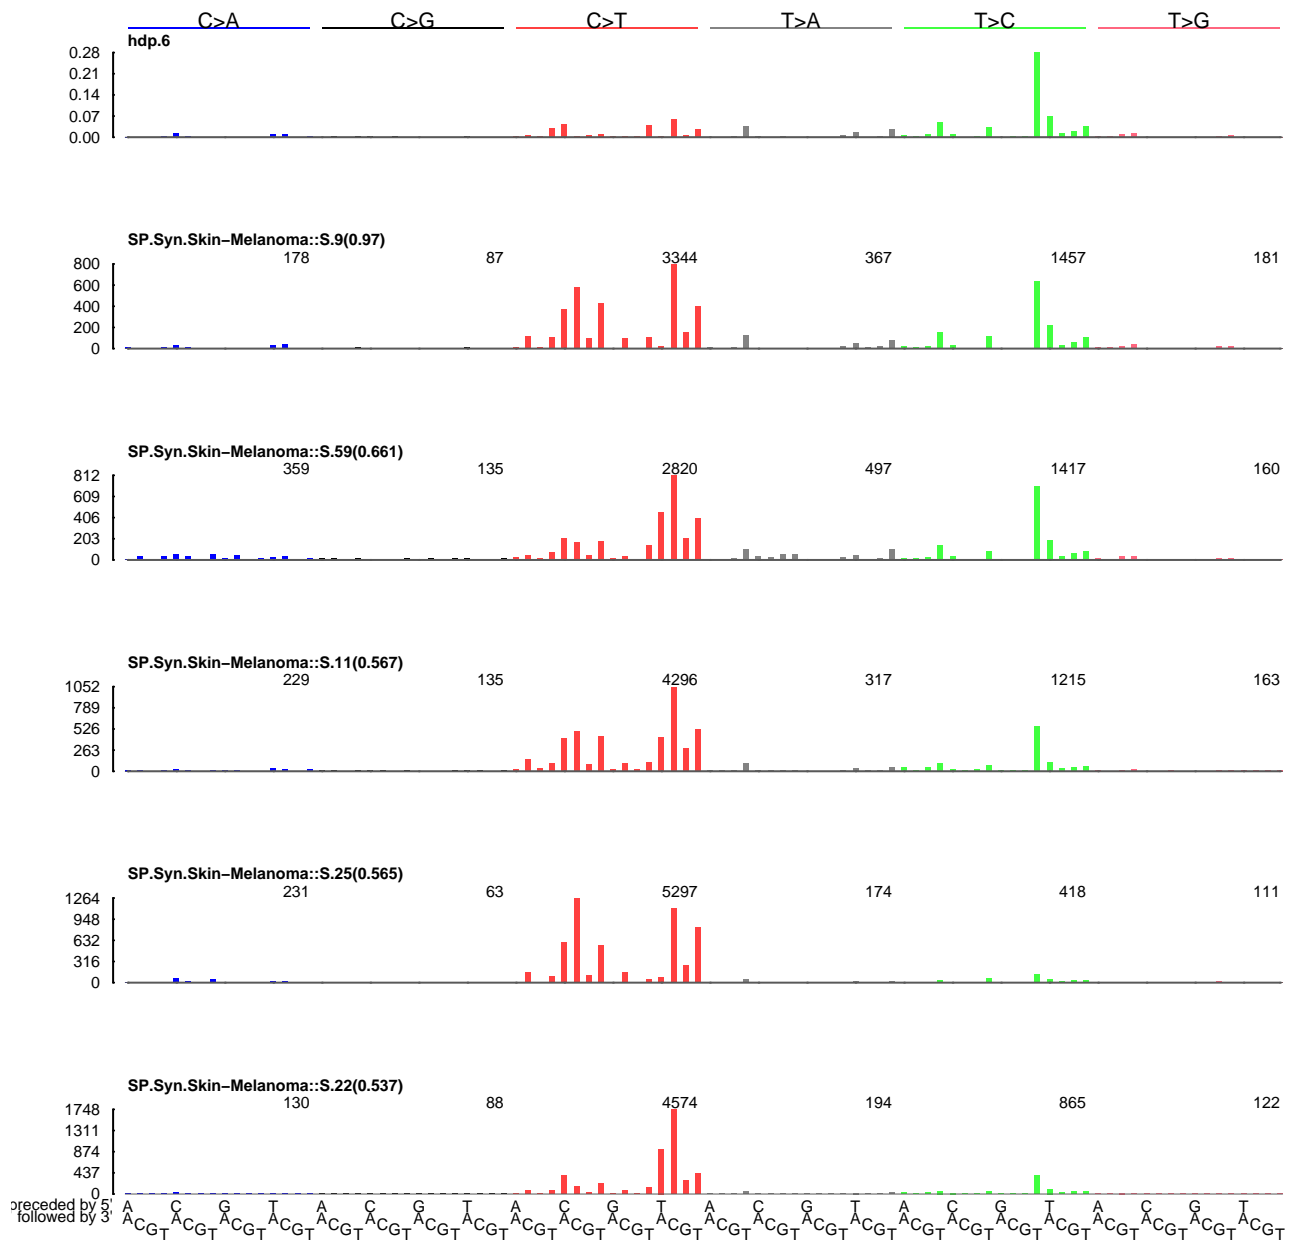 C>A C>G C>T T>A T>C T>G
hdp.6
0.28
0.21
0.14
0.07
0.00
SP.Syn.Skin−Melanoma::S.9(0.97)
178 87 3344 367 1457 181
800
600
400
200
0
SP.Syn.Skin−Melanoma::S.59(0.661)
359 135 2820 497 1417 160
812
609
406
203
0
SP.Syn.Skin−Melanoma::S.11(0.567)
229 135 4296 317 1215 163
1052
789
526
263
0
SP.Syn.Skin−Melanoma::S.25(0.565)
231 63 5297 174 418 111
1264
948
632
316
0
SP.Syn.Skin−Melanoma::S.22(0.537)
130 88 4574 194 865 122
1748
1311
874
437
0
preceded by 5' A C G T A C G T A C G T A C G T A C G T A C G T
followed by 3' A C G T A C G T A C G T A C G T A C G T A C G T A C G T A C G T A C G T A C G T A C G T A C G T A C G T A C G T A C G T A C G T A C G T A C G T A C G T A C G T A C G T A C G T A C G T A C G T